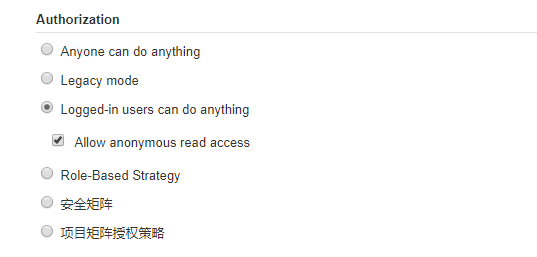 Authorization
Anyone can do anything
Legacy mode
Logged-in users can do anything
Allow anonymous read access
Role-Based Strategy
安全矩阵
项目矩阵授权策略